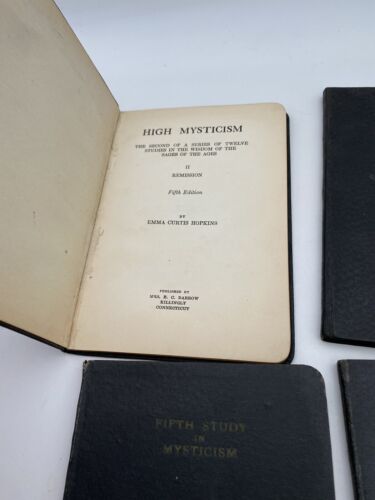 HIGH MYSTICISM
THE SECOND OF A SERIES OF TWELVE
STUDIES IN THE WISDOM OF THE
SAGES OF THE AGES
II
REMISSION
Fifth Edition
BY
EMMA CURTIS HOPKINS
PUBLISHED BY
MRS. E. C. DARROW
KILLINGLY
CONNECTICUT
FIFTH STUDY
IN
MYSTICISM